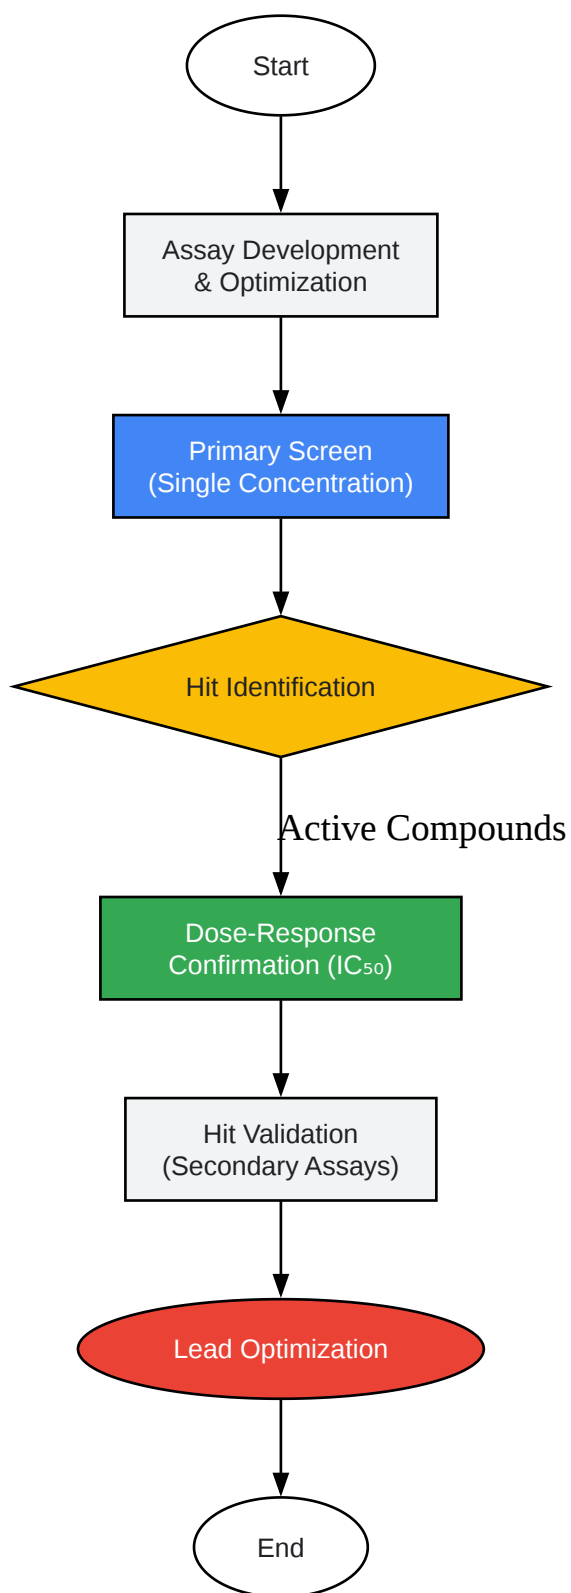 Start
Assay Development
& Optimization
Primary Screen
(Single Concentration)
Hit Identification
Active Compounds
Dose-Response
Confirmation (IC₅₀)
Hit Validation
(Secondary Assays)
Lead Optimization
End